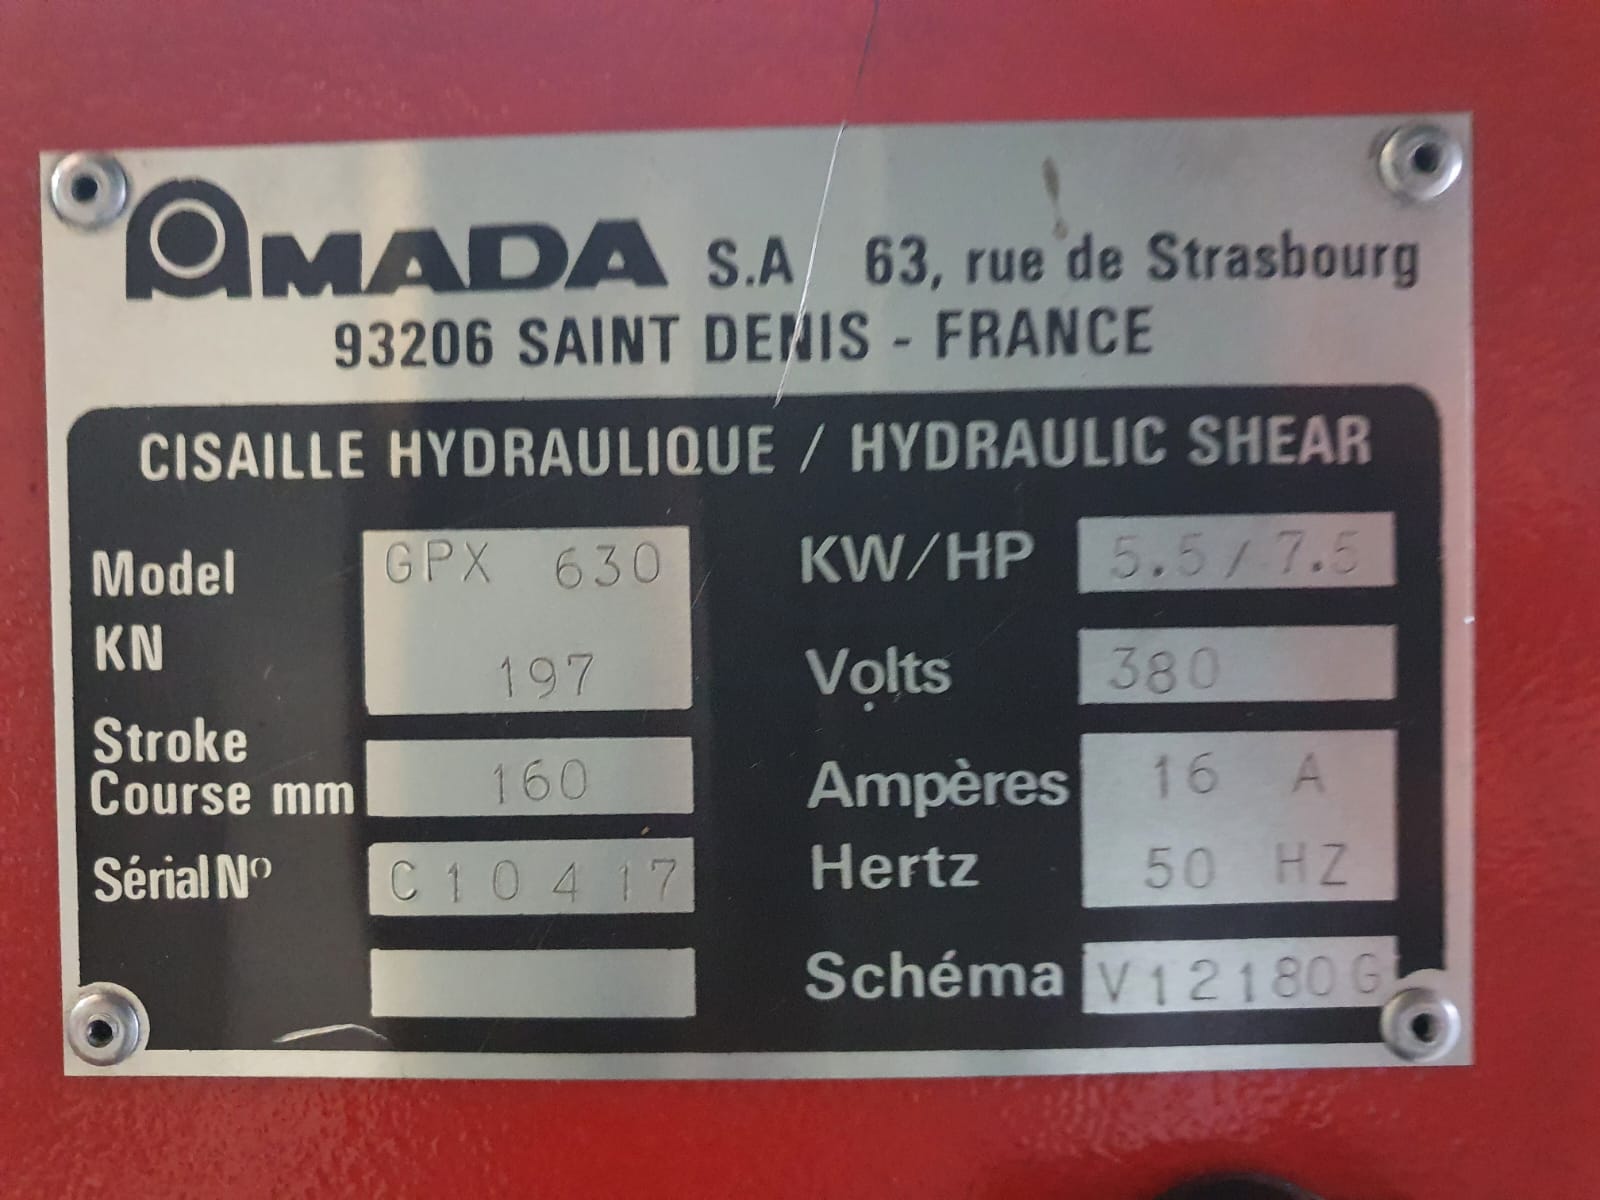 AMADA S.A 63, rue de Strasbourg
93206 SAINT DENIS - FRANCE
CISAILLE HYDRAULIQUE / HYDRAULIC SHEAR
Model GPX 630
KN 197
Stroke
Course mm 160
Sérial Nº C10417
KW/HP 5.5/7.5
Volts 380
Ampères 16 A
Hertz 50 HZ
Schéma V12180G